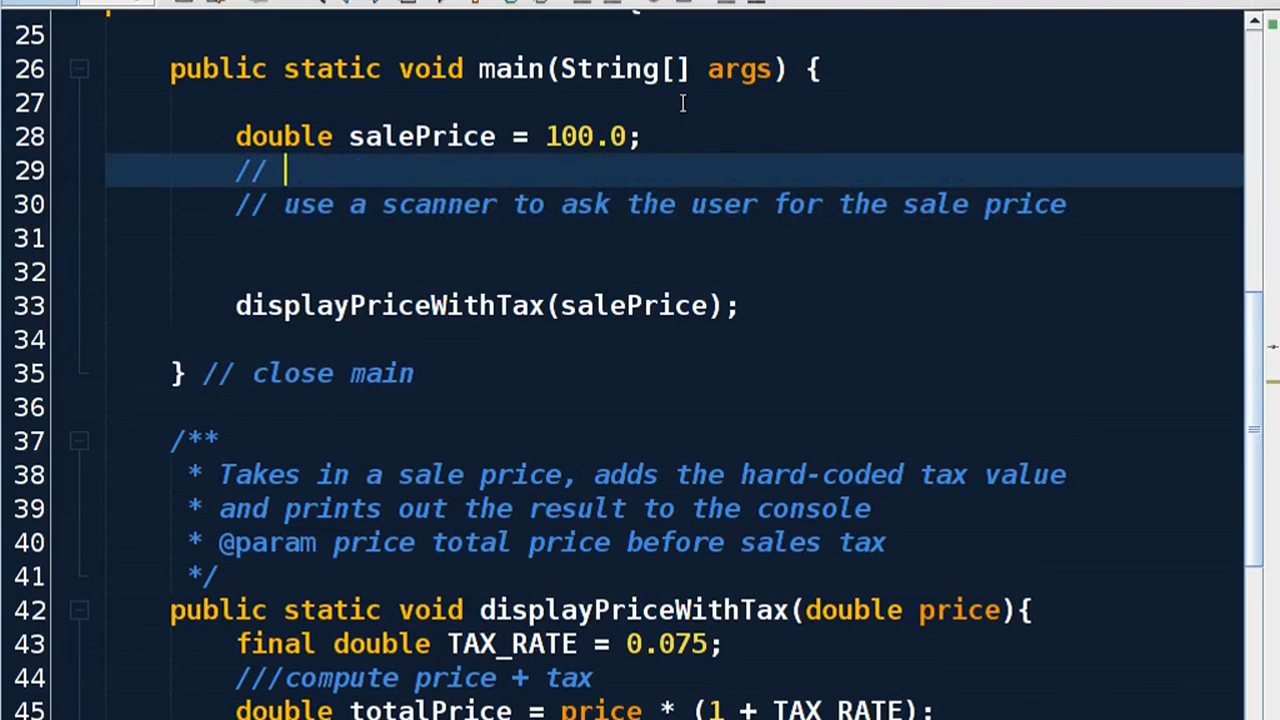 25
26 public static void main(String[] args) {
27
28 double salePrice = 100.0;
29 //
30 // use a scanner to ask the user for the sale price
31
32
33 displayPriceWithTax(salePrice);
34
35 } // close main
36
37 /**
38 * Takes in a sale price, adds the hard-coded tax value
39 * and prints out the result to the console
40 * @param price total price before sales tax
41 */
42 public static void displayPriceWithTax(double price){
43 final double TAX_RATE = 0.075;
44 ///compute price + tax
45 double totalPrice = price * (1 + TAX_RATE);